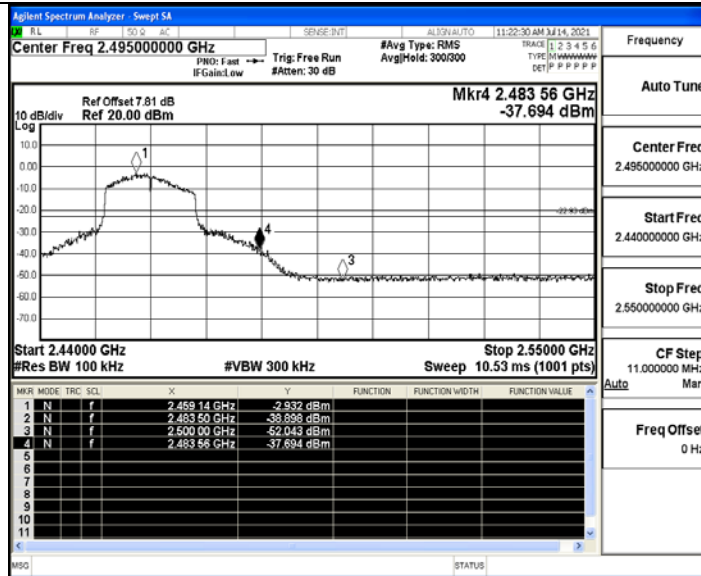 Agilent Spectrum Analyzer - Swept SA
RL RF 50 Ω AC SENSE:INT ALIGNAUTO 11:22:30 AM Jul 14, 2021
Center Freq 2.495000000 GHz
PNO: Fast
IFGain:Low
Trig: Free Run
#Atten: 30 dB
#Avg Type: RMS
Avg|Hold: 300/300
TRACE 1 2 3 4 5 6
TYPE M WWWWW
DET P P P P P P
Ref Offset 7.81 dB
Ref 20.00 dBm
10 dB/div
Log
Mkr4 2.483 56 GHz
-37.694 dBm
10.0
0.00
-10.0
-20.0
-30.0
-40.0
-50.0
-60.0
-70.0
1
4
3
-22.93 dBm
Start 2.44000 GHz
Stop 2.55000 GHz
#Res BW 100 kHz
#VBW 300 kHz
Sweep 10.53 ms (1001 pts)
MKR MODE TRC SCL X Y FUNCTION FUNCTION WIDTH FUNCTION VALUE
1 N f 2.459 14 GHz -2.932 dBm
2 N f 2.483 50 GHz -38.898 dBm
3 N f 2.500 00 GHz -52.043 dBm
4 N f 2.483 56 GHz -37.694 dBm
5
6
7
8
9
10
11
MSG STATUS
Frequency
Auto Tune
Center Freq
2.495000000 GHz
Start Freq
2.440000000 GHz
Stop Freq
2.550000000 GHz
CF Step
11.000000 MHz
Auto Man
Freq Offset
0 Hz